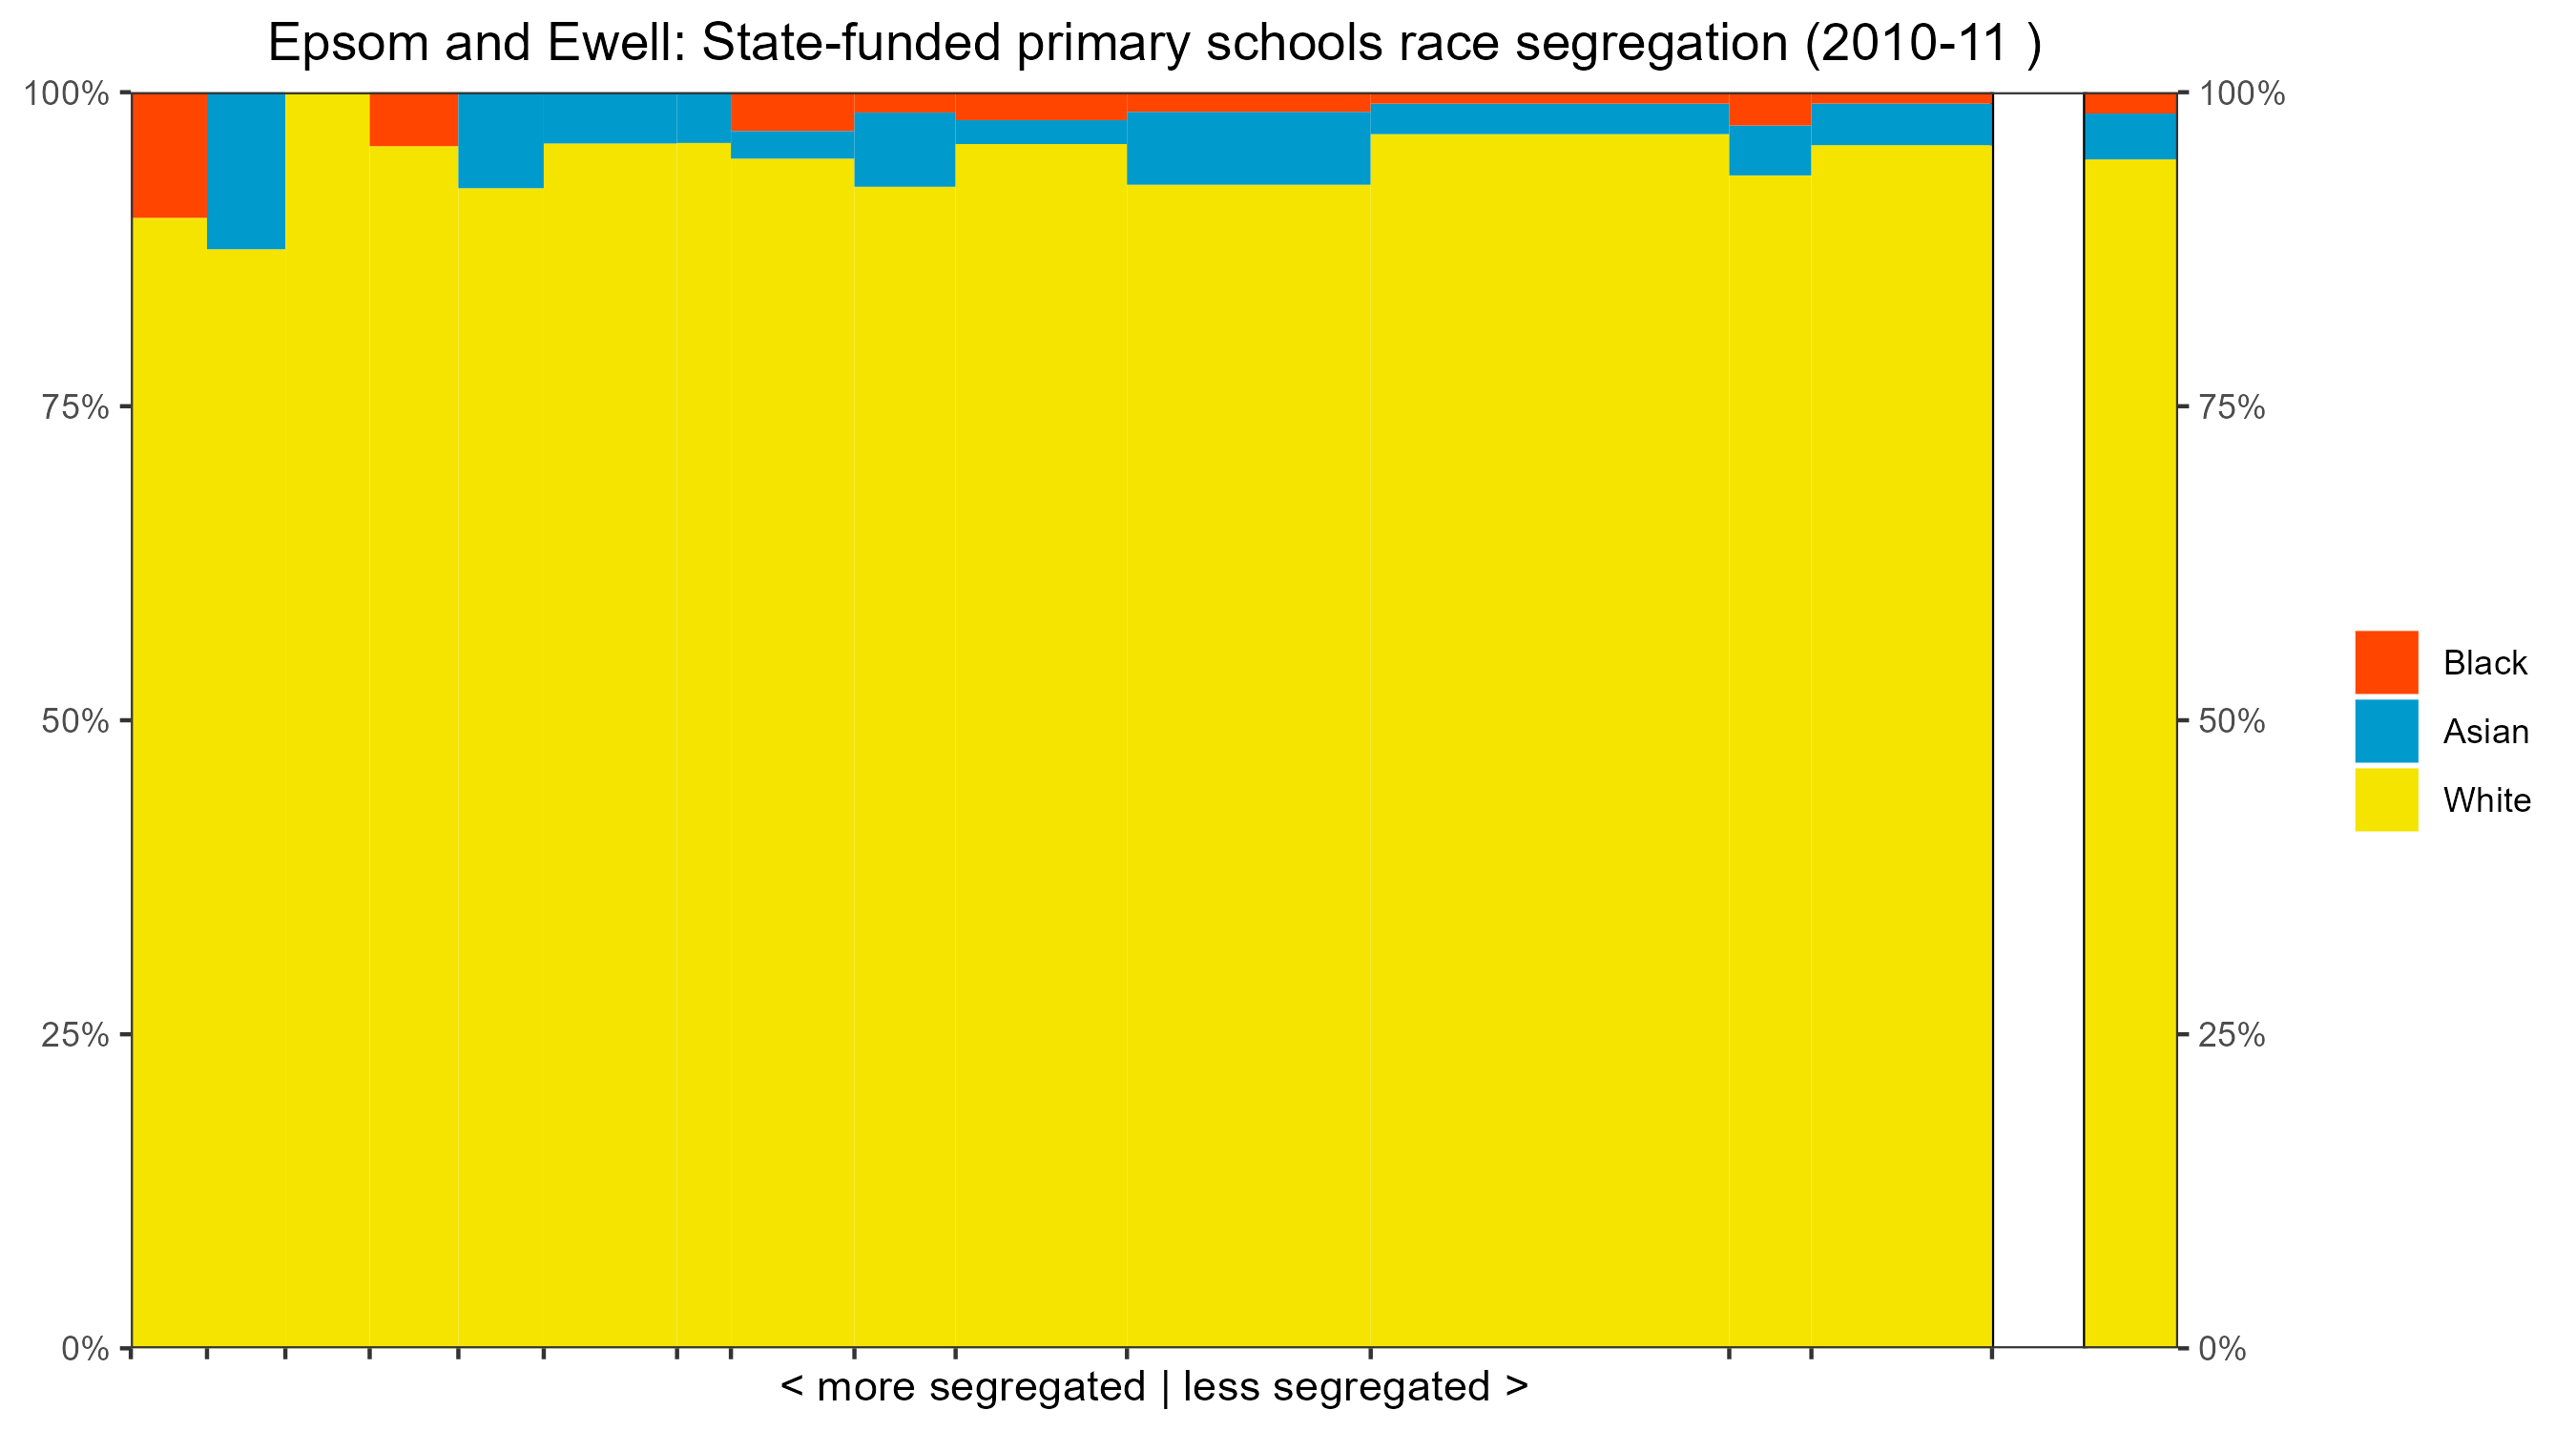 Epsom and Ewell: State-funded primary schools race segregation (2010-11 )
100%
75%
50%
25%
0%
100%
75%
50%
25%
0%
Black
Asian
White
< more segregated | less segregated >